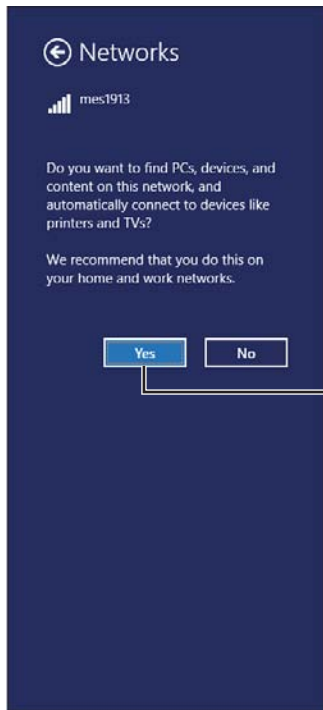 Networks
mes1913
Do you want to find PCs, devices, and
content on this network, and
automatically connect to devices like
printers and TVs?
We recommend that you do this on
your home and work networks.
Yes No